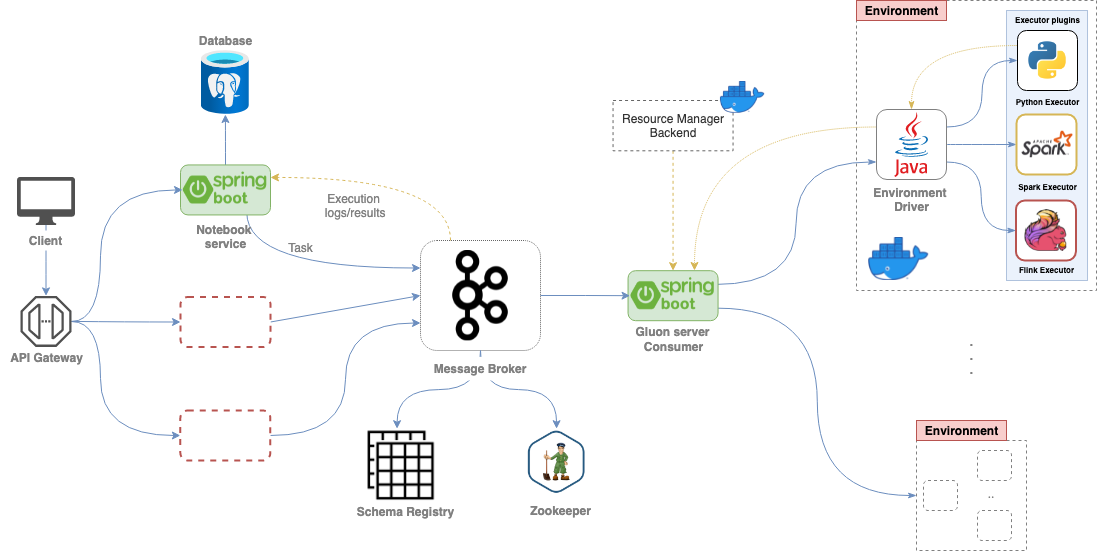 Environment
Executor plugins
Database
Resource Manager
Backend
Python Executor
spring
boot
Java
APACHE
Spark
Environment
Driver
Spark Executor
Execution
logs/results
Notebook
service
Client
Task
spring
boot
Flink Executor
Gluon server
Consumer
API Gateway
Message Broker
Environment
..
Schema Registry
Zookeeper